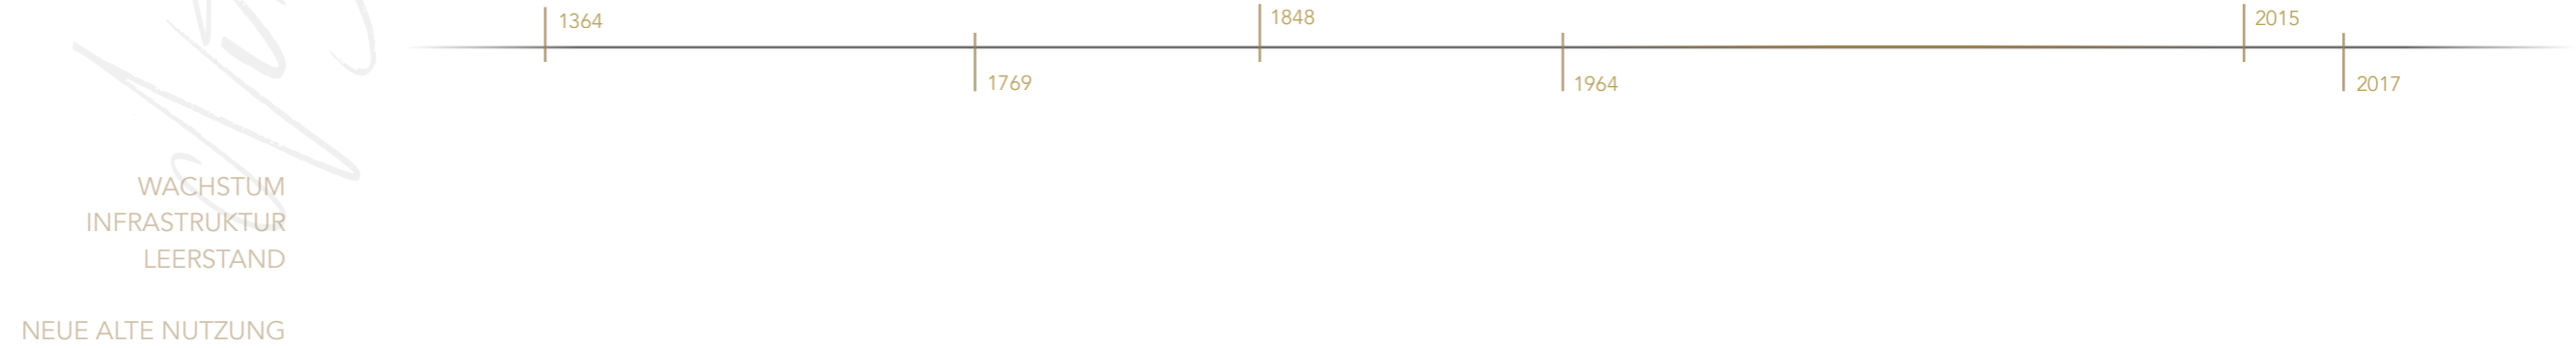 1364
1848
2015
1769
1964
2017
WACHSTUM
INFRASTRUKTUR
LEERSTAND
NEUE ALTE NUTZUNG